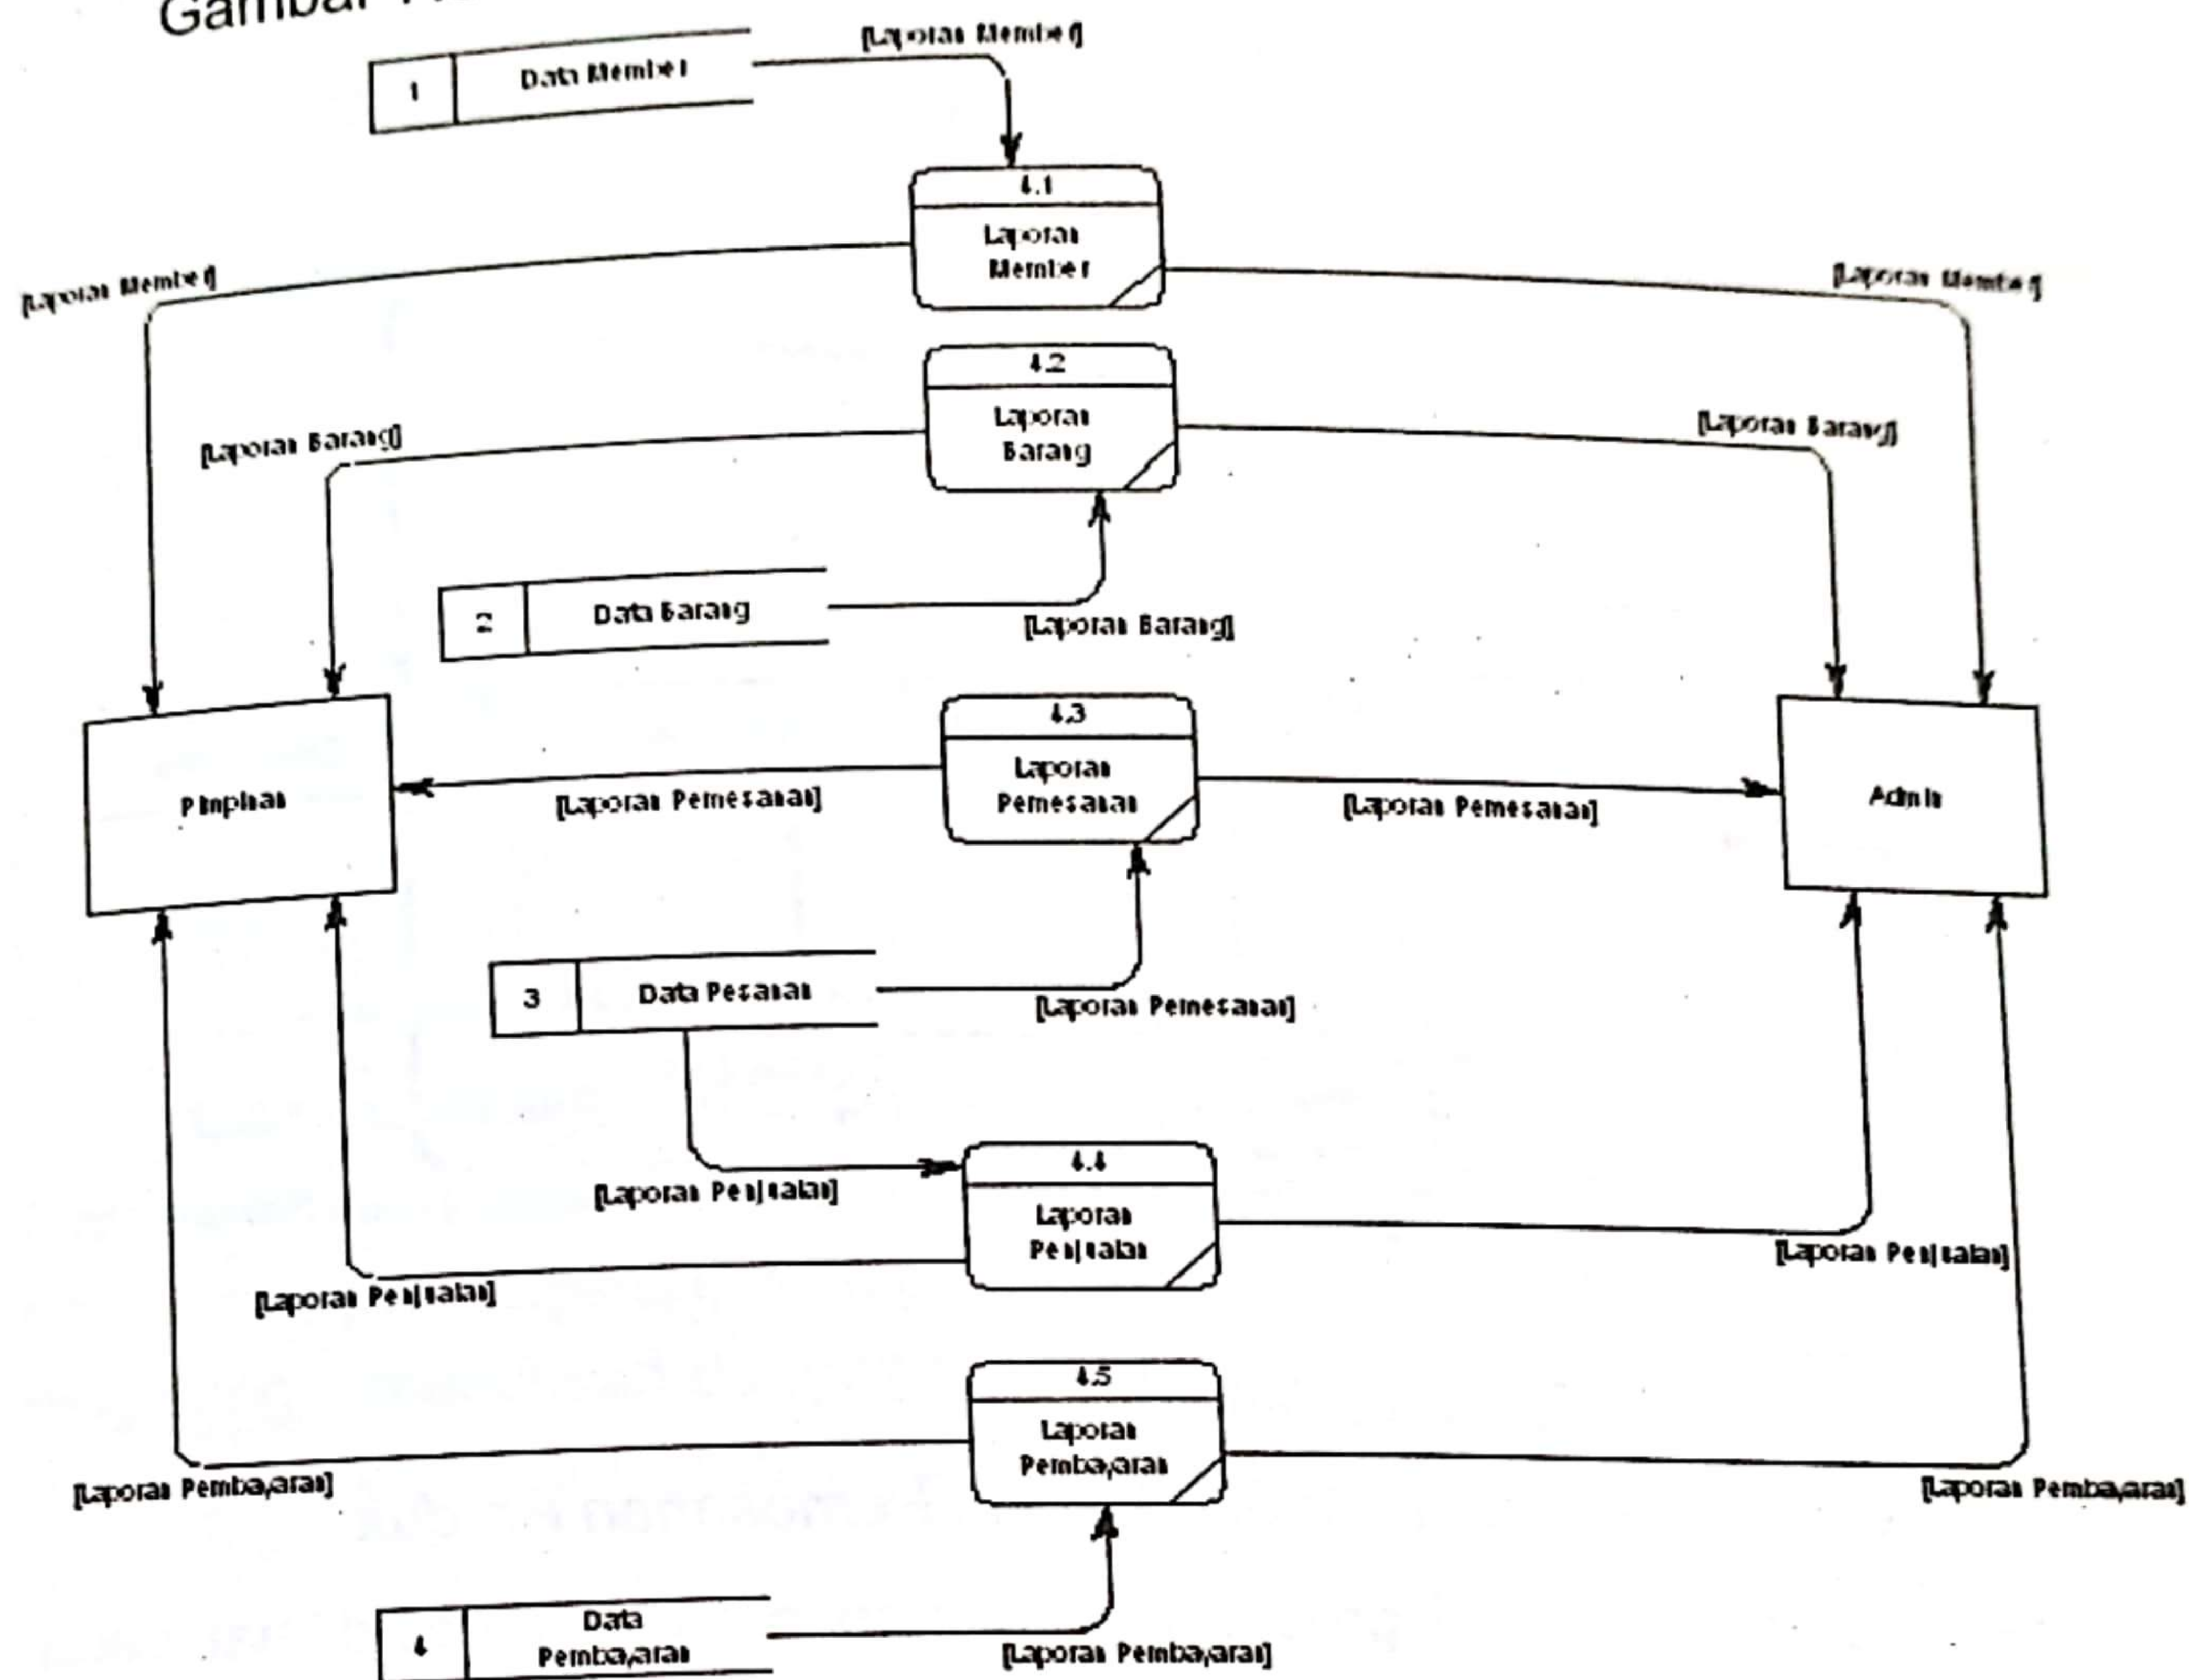 Gambar
[Laporan Member]
1
Data Member
4.1
Laporan
Member
[Laporan Member]
[Laporan Member]
4.2
Laporan
Barang
[Laporan Barang]
[Laporan Barang]
2
Data Barang
[Laporan Barang]
4.3
Laporan
Pemesanan
Pimpinan
[Laporan Pemesanan]
[Laporan Pemesanan]
Admin
3
Data Pesanan
[Laporan Pemesanan]
4.4
Laporan
Penjualan
[Laporan Penjualan]
[Laporan Penjualan]
[Laporan Penjualan]
4.5
Laporan
Pembayaran
[Laporan Pembayaran]
[Laporan Pembayaran]
4
Data
Pembayaran
[Laporan Pembayaran]